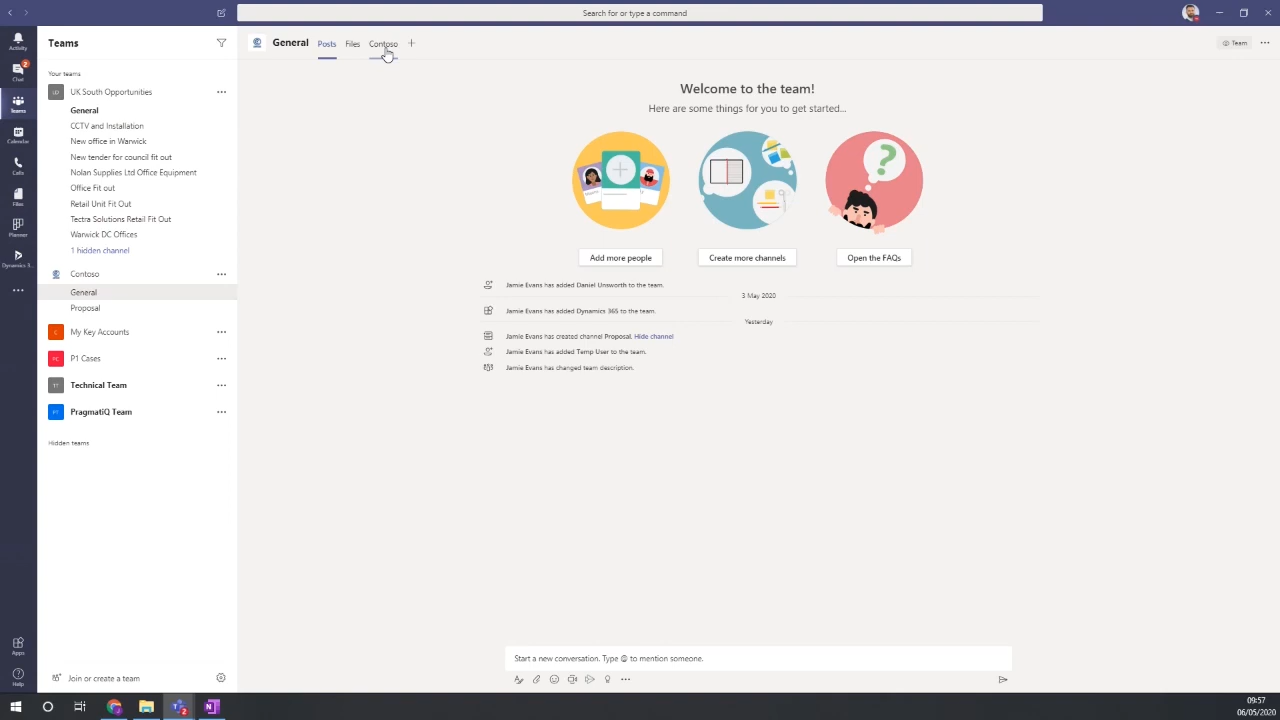 Search for or type a command
Activity
Chat
2
Teams
Calendar
Calls
Files
Planner
Dynamics 3...
Apps
Help
Teams
Your teams
UO UK South Opportunities
General
CCTV and Installation
New office in Warwick
New tender for council fit out
Nolan Supplies Ltd Office Equipment
Office Fit out
Retail Unit Fit Out
Tectra Solutions Retail Fit Out
Warwick DC Offices
1 hidden channel
Contoso
General
Proposal
My Key Accounts
PC P1 Cases
TT Technical Team
PT PragmatiQ Team
Hidden teams
Join or create a team
General Posts Files Contoso +
Team
Welcome to the team!
Here are some things for you to get started...
Add more people
Create more channels
Open the FAQs
Jamie Evans has added Daniel Unsworth to the team.
3 May 2020
Jamie Evans has added Dynamics 365 to the team.
Yesterday
Jamie Evans has created channel Proposal. Hide channel
Jamie Evans has added Temp User to the team.
Jamie Evans has changed team description.
Start a new conversation. Type @ to mention someone.
09:57
06/05/2020